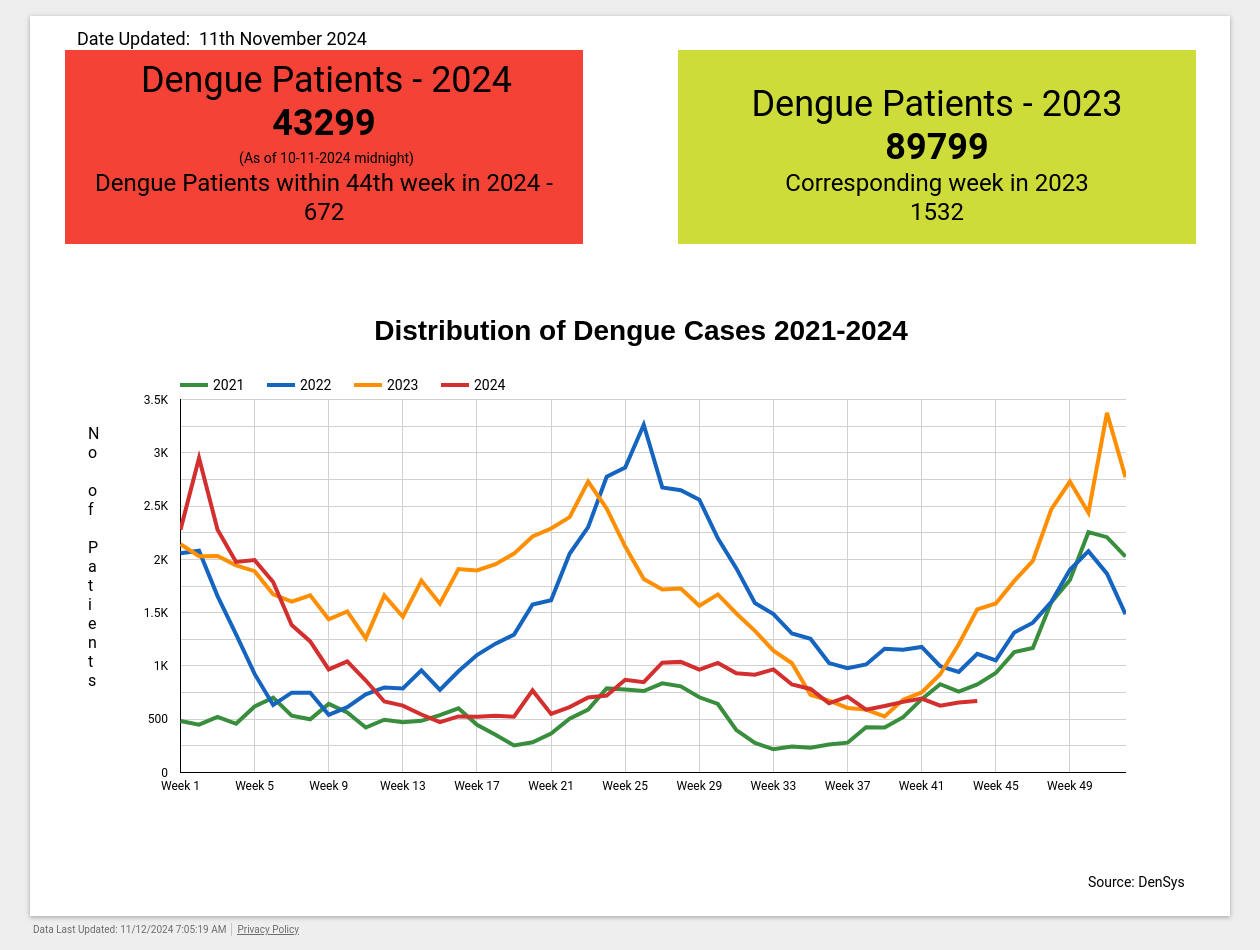 Date Updated:  11th November 2024
Dengue Patients - 2024
43299
(As of 10-11-2024 midnight)
Dengue Patients within 44th week in 2024 -
672
Dengue Patients - 2023
89799
Corresponding week in 2023
1532
Distribution of Dengue Cases 2021-2024
2021 2022 2023 2024
No of Patients
3.5K
3K
2.5K
2K
1.5K
1K
500
0
Week 1 Week 5 Week 9 Week 13 Week 17 Week 21 Week 25 Week 29 Week 33 Week 37 Week 41 Week 45 Week 49
Source: DenSys
Data Last Updated: 11/12/2024 7:05:19 AM Privacy Policy